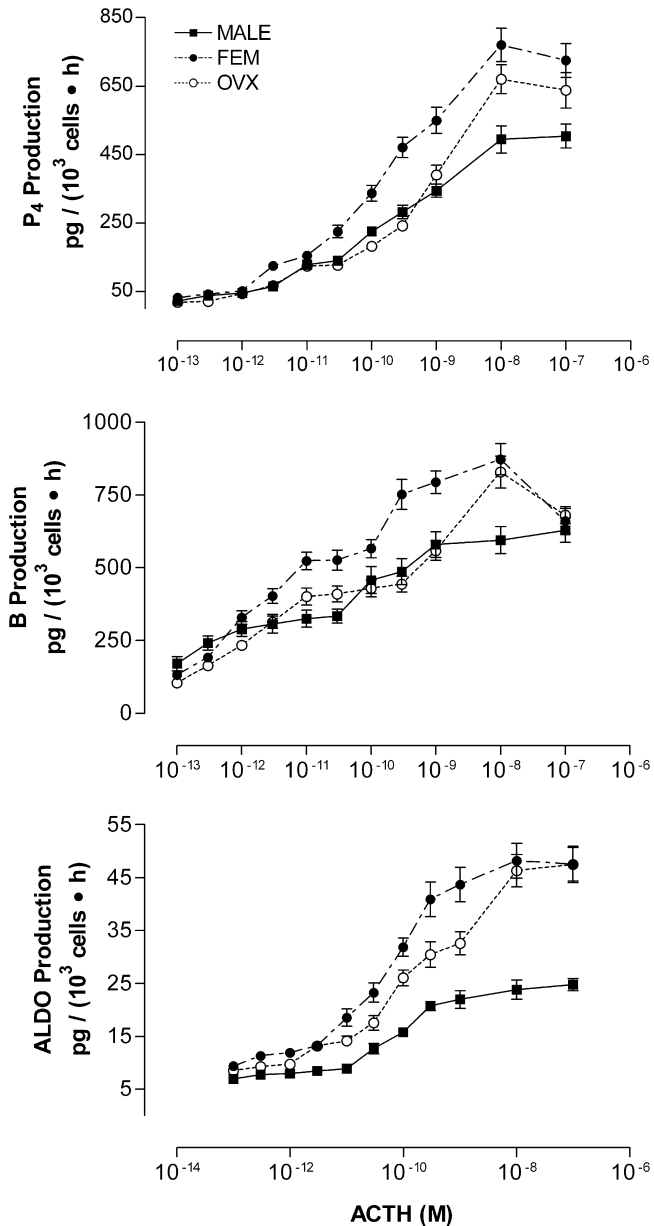 850
650
450
250
50
P₄ Production
pg / (10³ cells • h)
MALE
FEM
OVX
10⁻¹³ 10⁻¹² 10⁻¹¹ 10⁻¹⁰ 10⁻⁹ 10⁻⁸ 10⁻⁷ 10⁻⁶
1000
750
500
250
0
B Production
pg / (10³ cells • h)
10⁻¹³ 10⁻¹² 10⁻¹¹ 10⁻¹⁰ 10⁻⁹ 10⁻⁸ 10⁻⁷ 10⁻⁶
55
45
35
25
15
5
ALDO Production
pg / (10³ cells • h)
10⁻¹⁴ 10⁻¹² 10⁻¹⁰ 10⁻⁸ 10⁻⁶
ACTH (M)